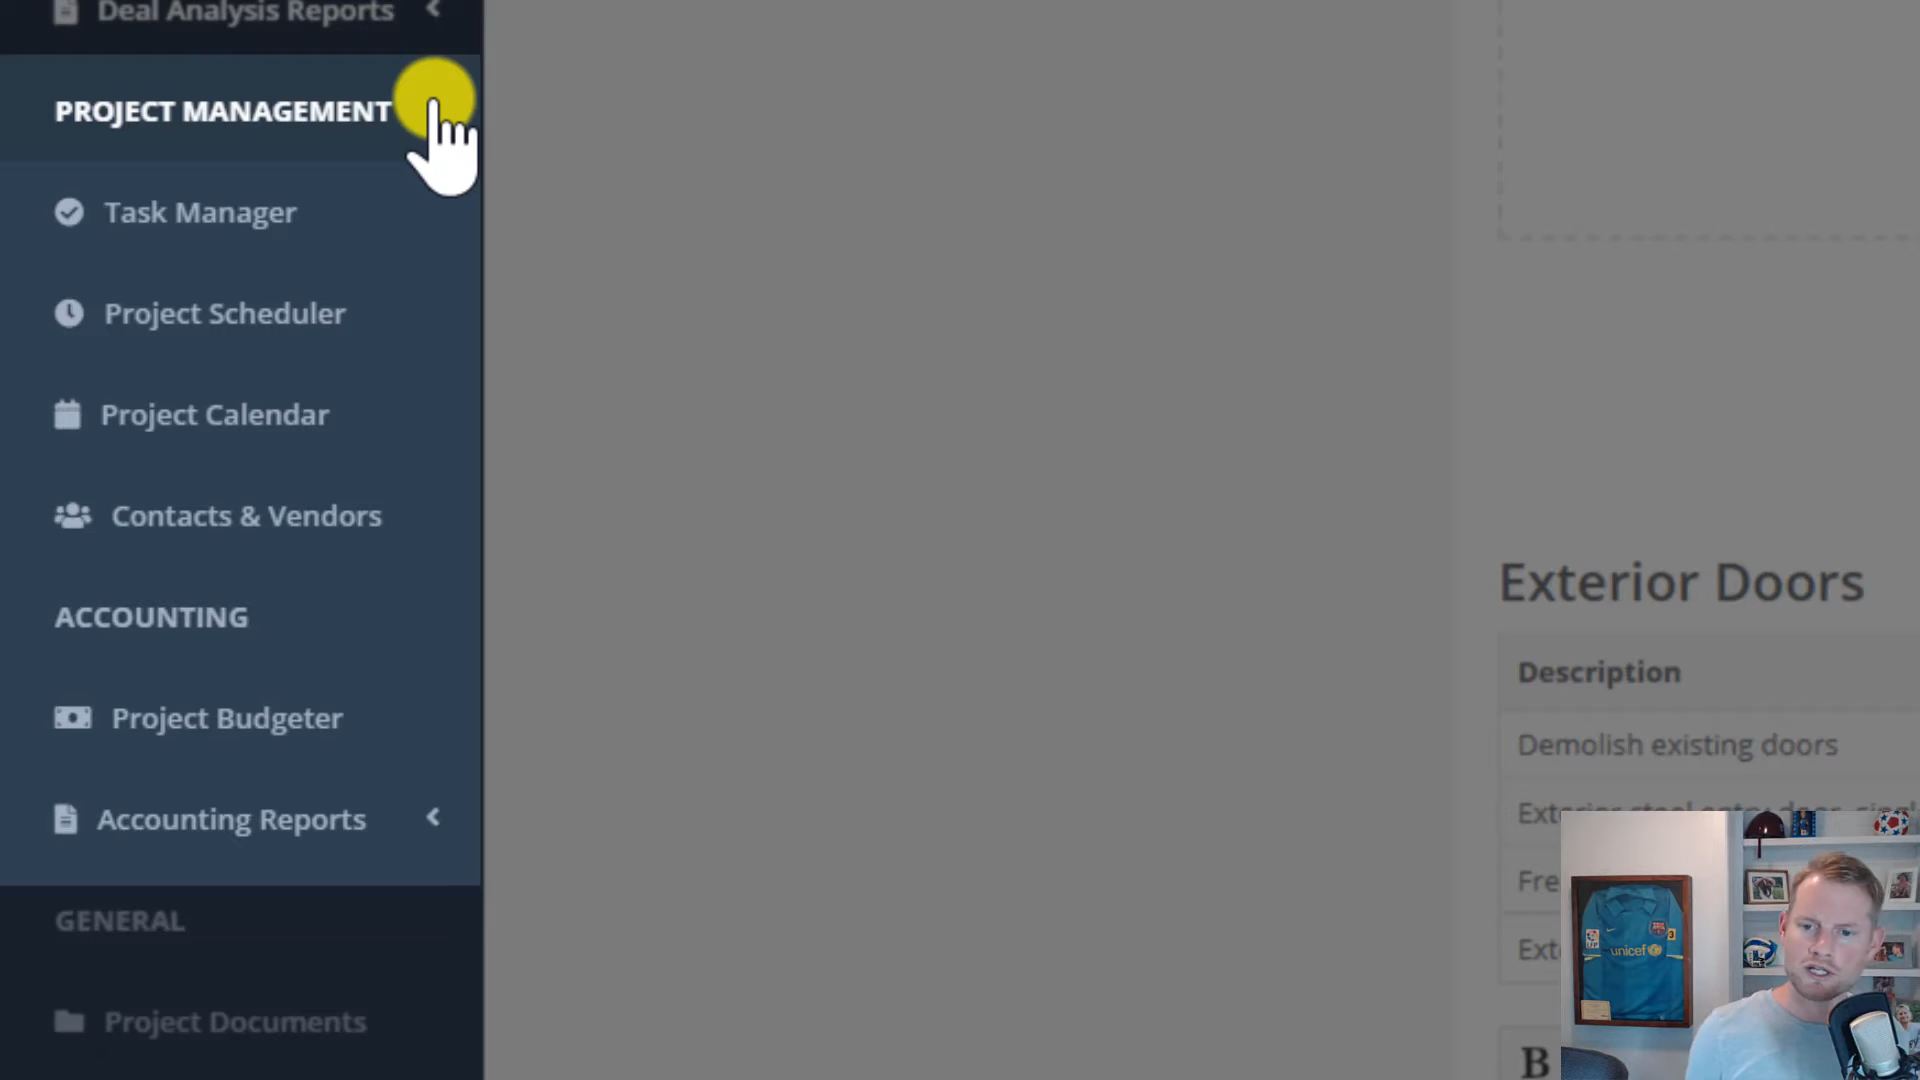 Deal Analysis Reports
PROJECT MANAGEMENT
Task Manager
Project Scheduler
Project Calendar
Contacts & Vendors
ACCOUNTING
Project Budgeter
Accounting Reports
GENERAL
Project Documents
Exterior Doors
Description
Demolish existing doors
B
unicef